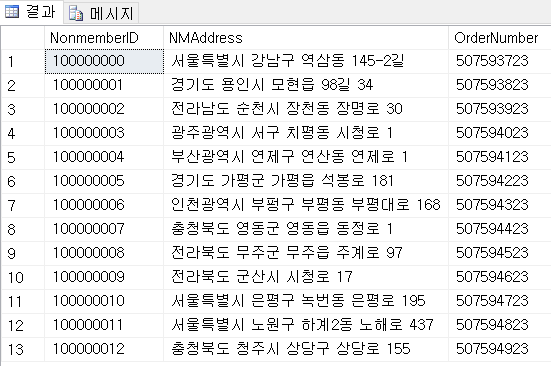 결과 메시지
NonmemberID NMAddress OrderNumber
1 100000000 서울특별시 강남구 역삼동 145-2길 507593723
2 100000001 경기도 용인시 모현읍 98길 34 507593823
3 100000002 전라남도 순천시 장천동 장명로 30 507593923
4 100000003 광주광역시 서구 치평동 시청로 1 507594023
5 100000004 부산광역시 연제구 연산동 연제로 1 507594123
6 100000005 경기도 가평군 가평읍 석봉로 181 507594223
7 100000006 인천광역시 부평구 부평동 부평대로 168 507594323
8 100000007 충청북도 영동군 영동읍 동정로 1 507594423
9 100000008 전라북도 무주군 무주읍 주계로 97 507594523
10 100000009 전라북도 군산시 시청로 17 507594623
11 100000010 서울특별시 은평구 녹번동 은평로 195 507594723
12 100000011 서울특별시 노원구 하계2동 노해로 437 507594823
13 100000012 충청북도 청주시 상당구 상당로 155 507594923